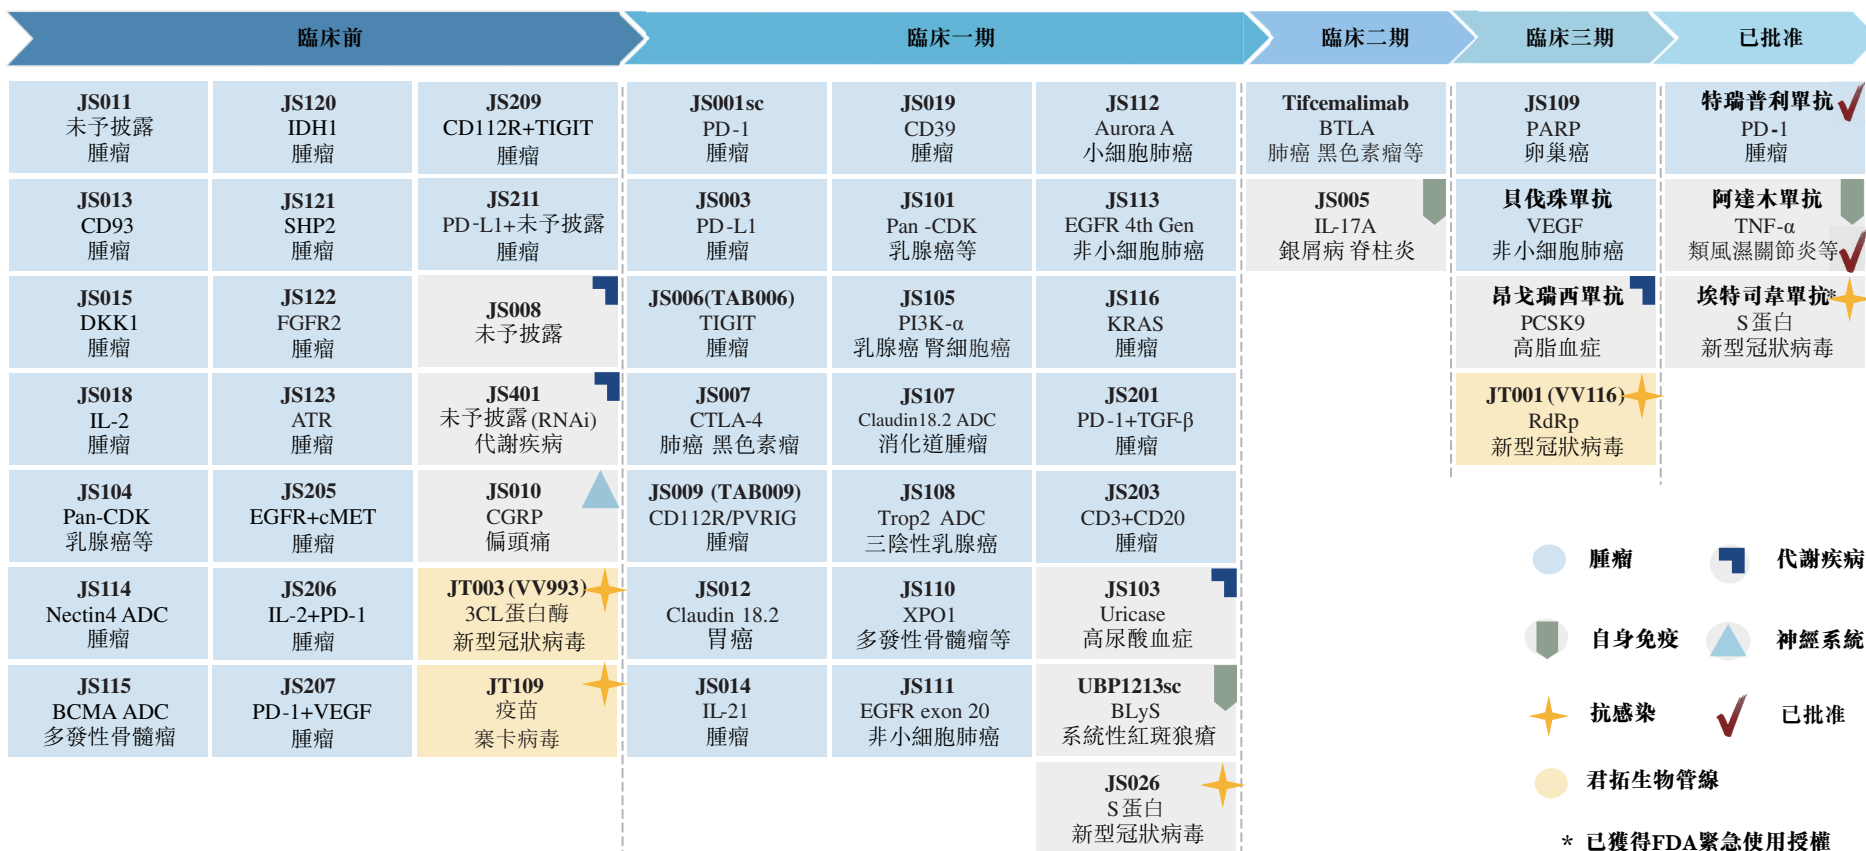 臨床前
臨床一期
臨床二期
臨床三期
已批准
JS011
未予披露
腫瘤
JS013
CD93
腫瘤
JS015
DKK1
腫瘤
JS018
IL-2
腫瘤
JS104
Pan-CDK
乳腺癌等
JS114
Nectin4 ADC
腫瘤
JS115
BCMA ADC
多發性骨髓瘤
JS120
IDH1
腫瘤
JS121
SHP2
腫瘤
JS122
FGFR2
腫瘤
JS123
ATR
腫瘤
JS205
EGFR+cMET
腫瘤
JS206
IL-2+PD-1
腫瘤
JS207
PD-1+VEGF
腫瘤
JS209
CD112R+TIGIT
腫瘤
JS211
PD-L1+未予披露
腫瘤
JS008
未予披露
JS401
未予披露(RNAi)
代謝疾病
JS010
CGRP
偏頭痛
JT003 (VV993)
3CL蛋白酶
新型冠狀病毒
JT109
疫苗
寨卡病毒
JS001sc
PD-1
腫瘤
JS003
PD-L1
腫瘤
JS006(TAB006)
TIGIT
腫瘤
JS007
CTLA-4
肺癌 黑色素瘤
JS009 (TAB009)
CD112R/PVRIG
腫瘤
JS012
Claudin 18.2
胃癌
JS014
IL-21
腫瘤
JS019
CD39
腫瘤
JS101
Pan -CDK
乳腺癌等
JS105
PI3K-α
乳腺癌 腎細胞癌
JS107
Claudin18.2 ADC
消化道腫瘤
JS108
Trop2 ADC
三陰性乳腺癌
JS110
XPO1
多發性骨髓瘤等
JS111
EGFR exon 20
非小細胞肺癌
JS112
Aurora A
小細胞肺癌
JS113
EGFR 4th Gen
非小細胞肺癌
JS116
KRAS
腫瘤
JS201
PD-1+TGF-β
腫瘤
JS203
CD3+CD20
腫瘤
JS103
Uricase
高尿酸血症
UBP1213sc
BLyS
系統性紅斑狼瘡
JS026
S蛋白
新型冠狀病毒
Tifcemalimab
BTLA
肺癌 黑色素瘤等
JS005
IL-17A
銀屑病 脊柱炎
JS109
PARP
卵巢癌
貝伐珠單抗
VEGF
非小細胞肺癌
昂戈瑞西單抗
PCSK9
高脂血症
JT001 (VV116)
RdRp
新型冠狀病毒
特瑞普利單抗
PD-1
腫瘤
阿達木單抗
TNF-α
類風濕關節炎等
埃特司韋單抗*
S蛋白
新型冠狀病毒
腫瘤
代謝疾病
自身免疫
神經系統
抗感染
已批准
君拓生物管線
* 已獲得FDA緊急使用授權